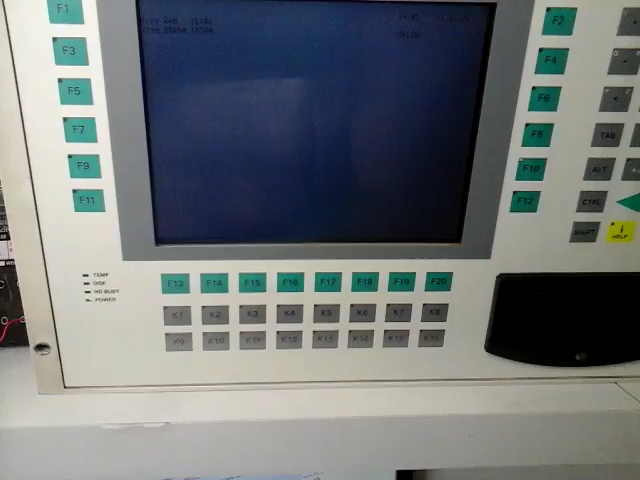 F1
F2
F3
F4
-
F5
F6
+
F7
F8
TAB
F9
F10
ALT
F11
F12
CTRL
SHIFT
i
HELP
TEMP
DISK
HD BUSY
POWER
F13 F14 F15 F16 F17 F18 F19 F20
K1 K2 K3 K4 K5 K6 K7 K8
K9 K10 K11 K12 K13 K14 K15 K16